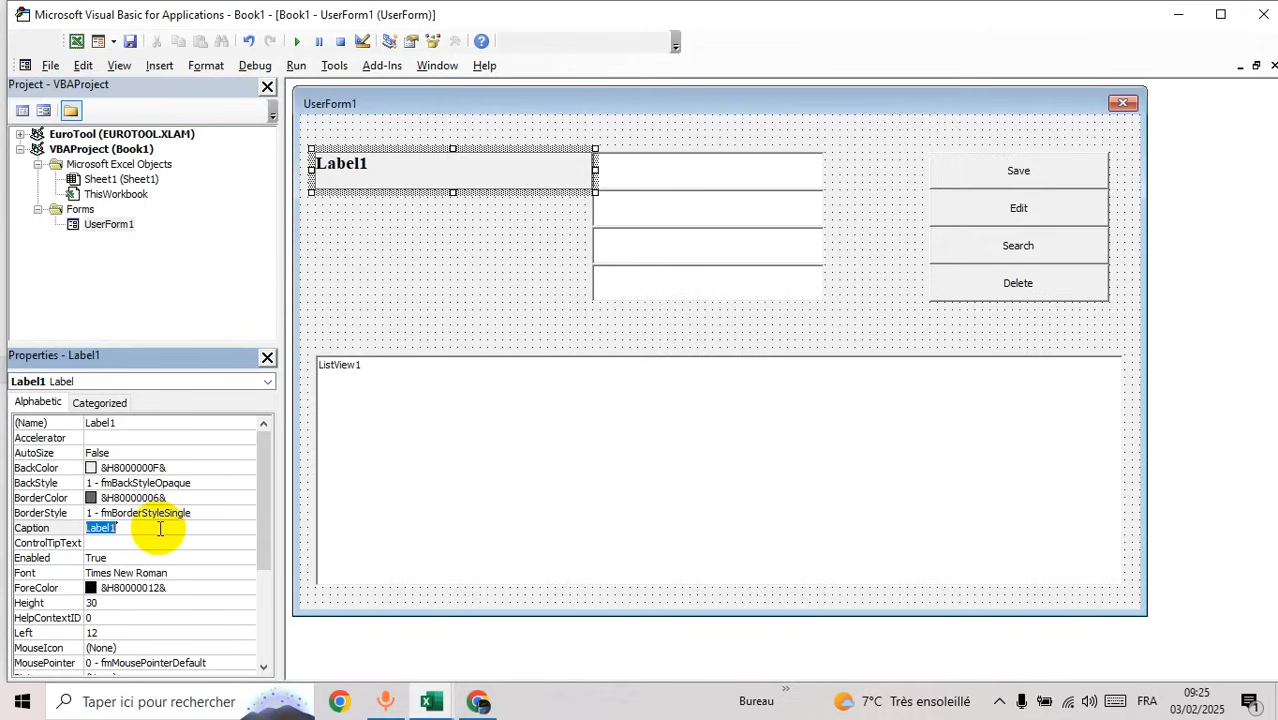 Microsoft Visual Basic for Applications - Book1 - [Book1 - UserForm1 (UserForm)]
File Edit View Insert Format Debug Run Tools Add-Ins Window Help
Project - VBAProject
EuroTool (EUROTOOL.XLAM)
VBAProject (Book1)
Microsoft Excel Objects
Sheet1 (Sheet1)
ThisWorkbook
Forms
UserForm1
Properties - Label1
Label1 Label
Alphabetic Categorized
(Name) Label1
Accelerator
AutoSize False
BackColor &H8000000F&
BackStyle 1 - fmBackStyleOpaque
BorderColor &H80000006&
BorderStyle 1 - fmBorderStyleSingle
Caption Label1
ControlTipText
Enabled True
Font Times New Roman
ForeColor &H80000012&
Height 30
HelpContextID 0
Left 12
MouseIcon (None)
MousePointer 0 - fmMousePointerDefault
UserForm1
Label1
Save
Edit
Search
Delete
ListView1
Taper ici pour rechercher
Bureau
7°C Très ensoleillé
FRA
09:25
03/02/2025
1